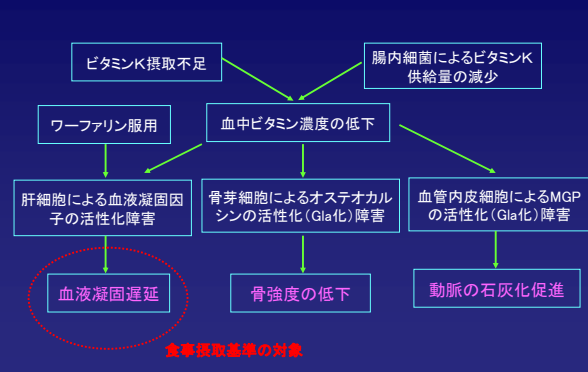 ビタミンK摂取不足
腸内細菌によるビタミンK
供給量の減少
ワーファリン服用
血中ビタミン濃度の低下
肝細胞による血液凝固因
子の活性化障害
骨芽細胞によるオステオカル
シンの活性化(Gla化)障害
血管内皮細胞によるMGP
の活性化(Gla化)障害
血液凝固遅延
骨強度の低下
動脈の石灰化促進
食事摂取基準の対象